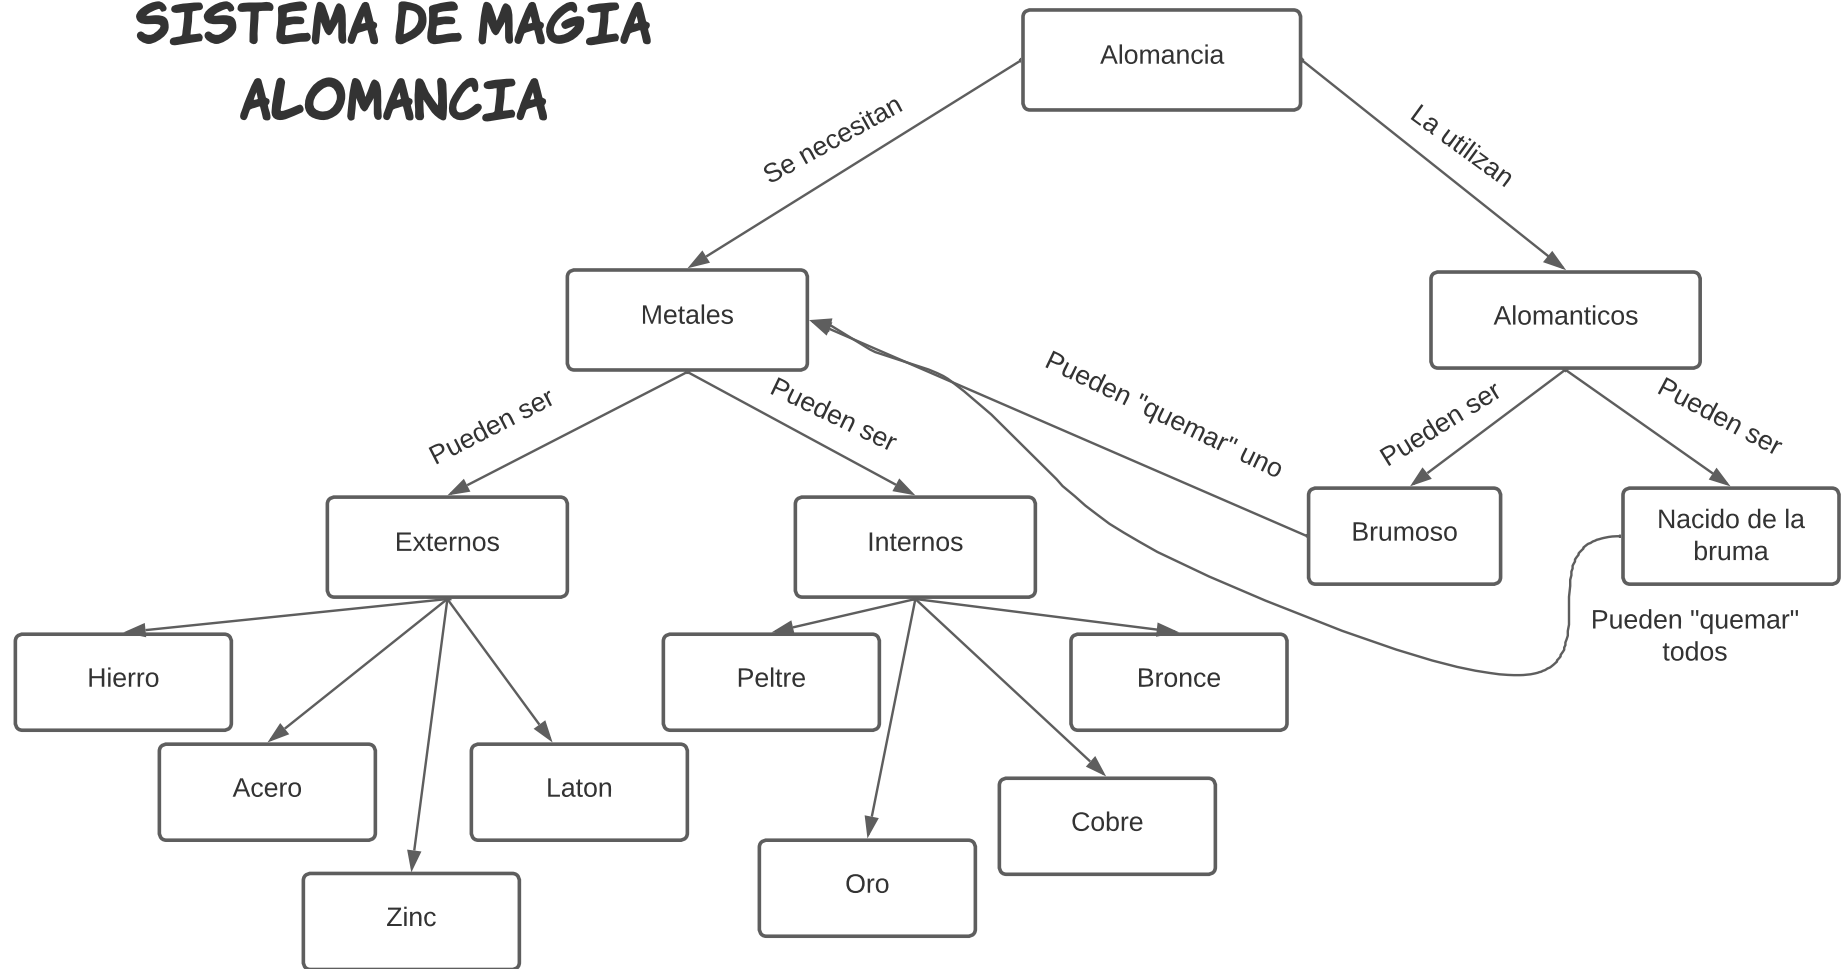 SISTEMA DE MAGIA
ALOMANCIA
Alomancia
Se necesitan
La utilizan
Metales
Alomanticos
Pueden ser
Pueden ser
Pueden "quemar" uno
Pueden ser
Pueden ser
Externos
Internos
Brumoso
Nacido de la
bruma
Pueden "quemar"
todos
Hierro
Peltre
Bronce
Acero
Laton
Cobre
Oro
Zinc